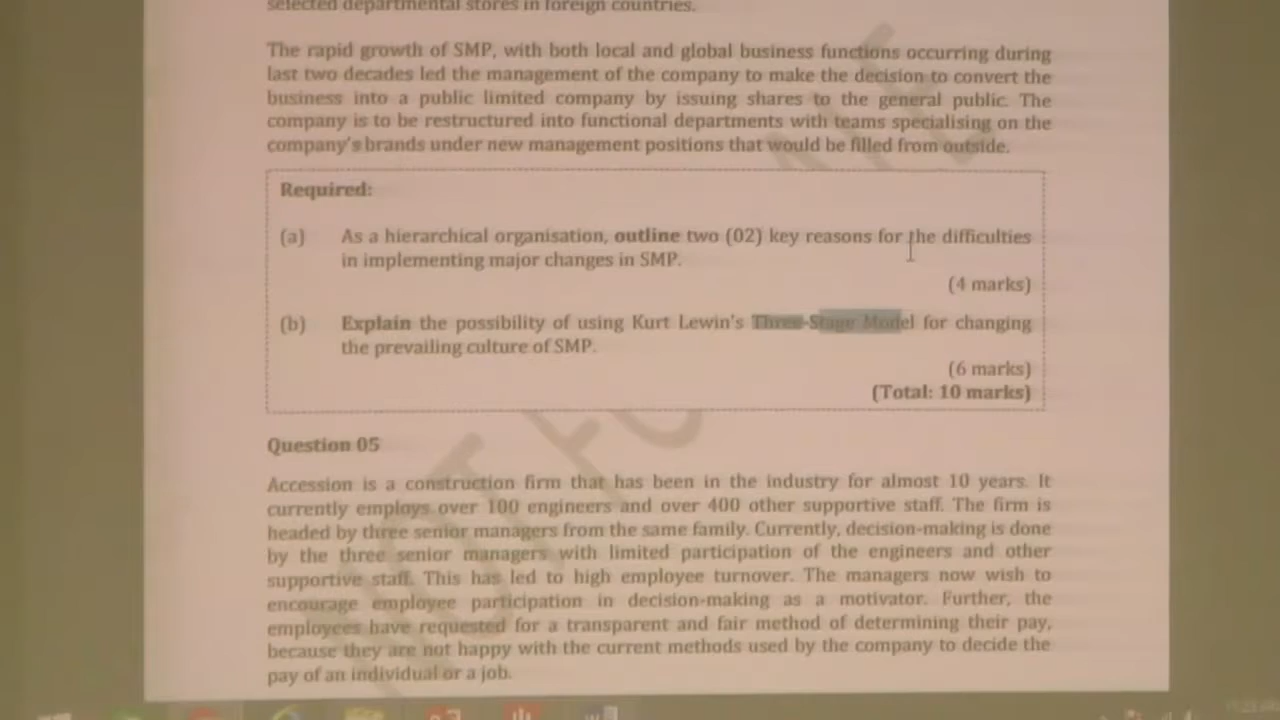 selected departmental stores in foreign countries.
The rapid growth of SMP, with both local and global business functions occurring during
last two decades led the management of the company to make the decision to convert the
business into a public limited company by issuing shares to the general public. The
company is to be restructured into functional departments with teams specialising on the
company's brands under new management positions that would be filled from outside.
Required:
(a) As a hierarchical organisation, outline two (02) key reasons for the difficulties
in implementing major changes in SMP.
(4 marks)
(b) Explain the possibility of using Kurt Lewin's Three-Stage Model for changing
the prevailing culture of SMP.
(6 marks)
(Total: 10 marks)
Question 05
Accession is a construction firm that has been in the industry for almost 10 years. It
currently employs over 100 engineers and over 400 other supportive staff. The firm is
headed by three senior managers from the same family. Currently, decision-making is done
by the three senior managers with limited participation of the engineers and other
supportive staff. This has led to high employee turnover. The managers now wish to
encourage employee participation in decision-making as a motivator. Further, the
employees have requested for a transparent and fair method of determining their pay,
because they are not happy with the current methods used by the company to decide the
pay of an individual or a job.